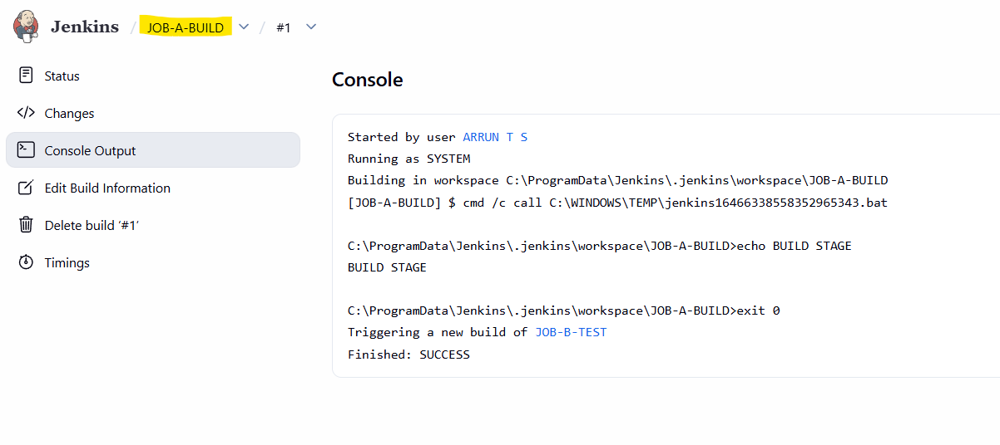 Jenkins / JOB-A-BUILD / #1
Status
Changes
Console Output
Edit Build Information
Delete build ‘#1’
Timings
Console
Started by user ARRUN T S
Running as SYSTEM
Building in workspace C:\ProgramData\Jenkins\.jenkins\workspace\JOB-A-BUILD
[JOB-A-BUILD] $ cmd /c call C:\WINDOWS\TEMP\jenkins16466338558352965343.bat
C:\ProgramData\Jenkins\.jenkins\workspace\JOB-A-BUILD>echo BUILD STAGE
BUILD STAGE
C:\ProgramData\Jenkins\.jenkins\workspace\JOB-A-BUILD>exit 0
Triggering a new build of JOB-B-TEST
Finished: SUCCESS